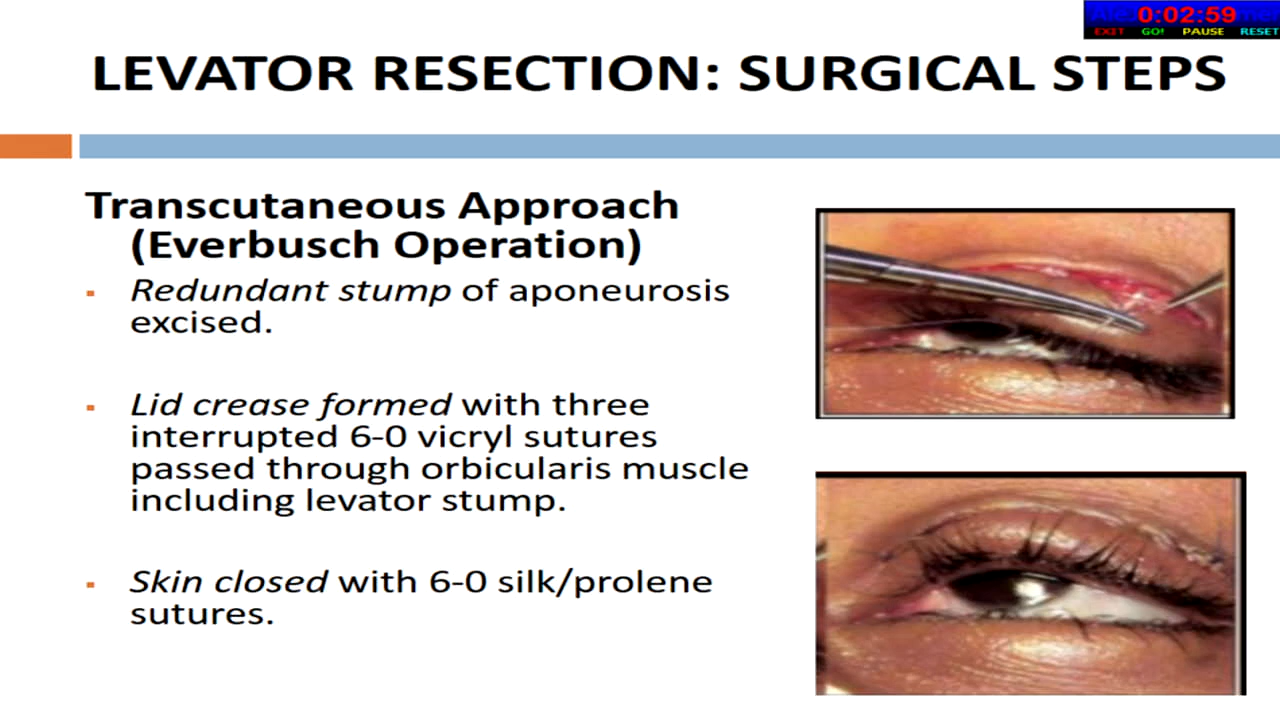 0:02:59
EXIT GO! PAUSE RESET
LEVATOR RESECTION: SURGICAL STEPS
Transcutaneous Approach
(Everbusch Operation)
▪ Redundant stump of aponeurosis
excised.
▪ Lid crease formed with three
interrupted 6-0 vicryl sutures
passed through orbicularis muscle
including levator stump.
▪ Skin closed with 6-0 silk/prolene
sutures.